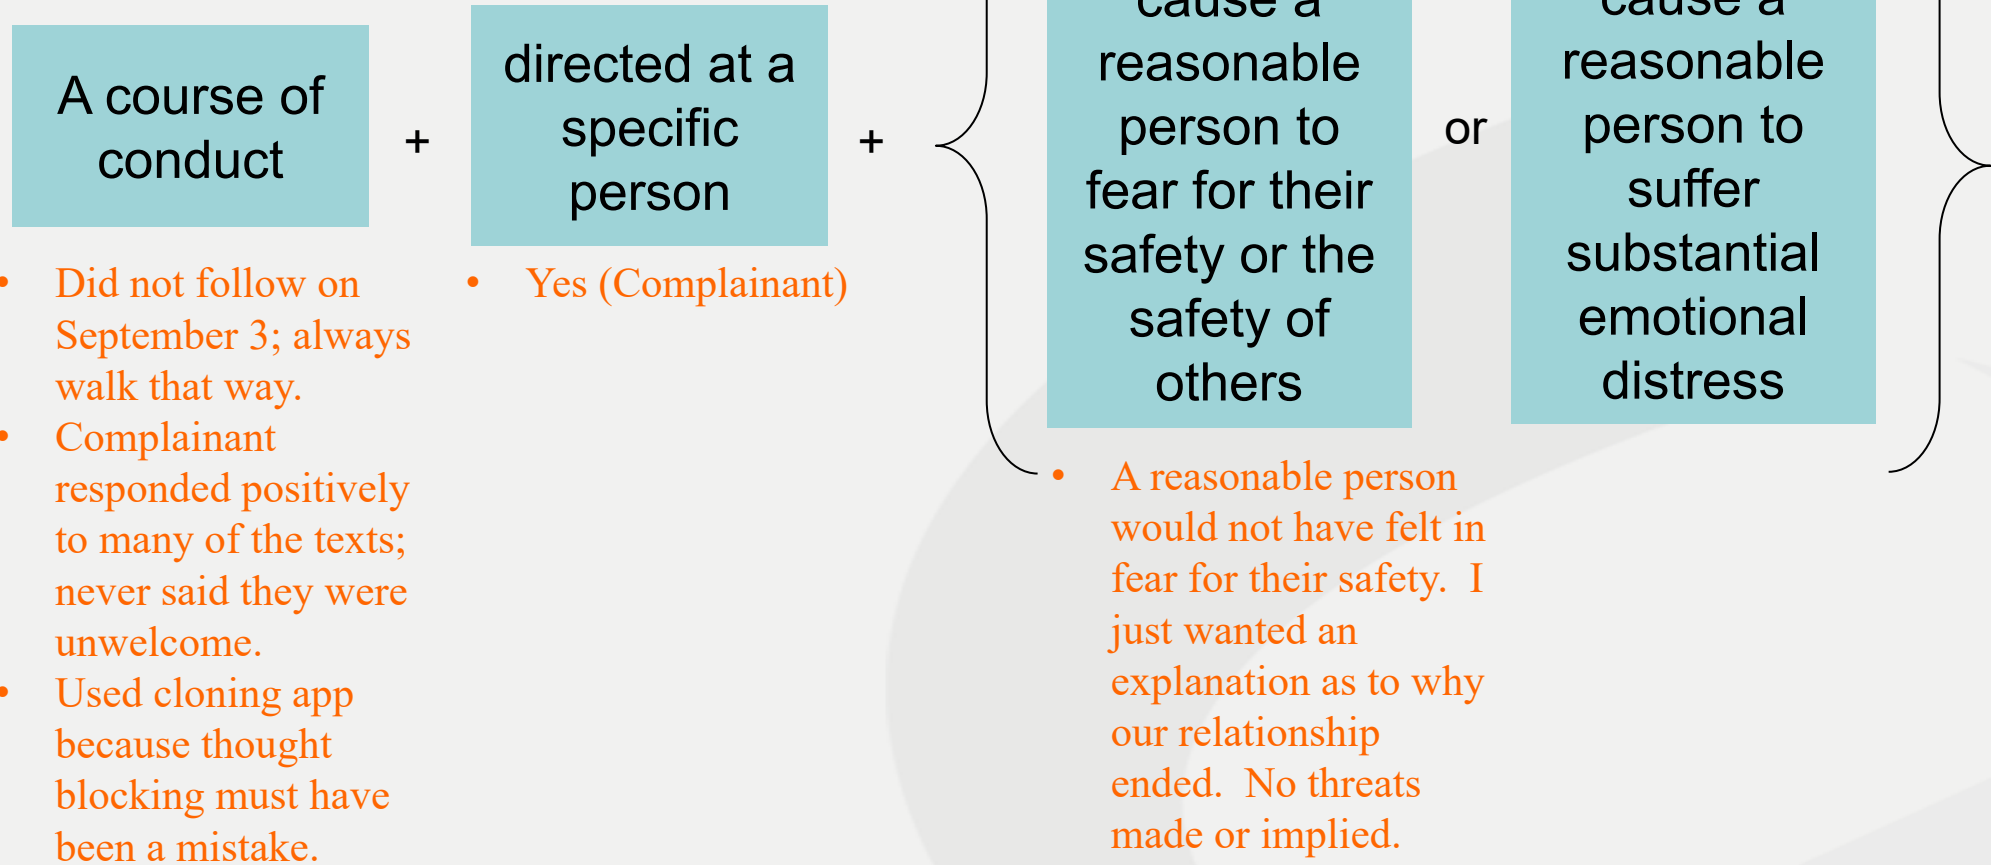 A course of
conduct
+
directed at a
specific
person
+
cause a
reasonable
person to
fear for their
safety or the
safety of
others
or
cause a
reasonable
person to
suffer
substantial
emotional
distress
• Did not follow on
September 3; always
walk that way.
• Complainant
responded positively
to many of the texts;
never said they were
unwelcome.
• Used cloning app
because thought
blocking must have
been a mistake.
• Yes (Complainant)
• A reasonable person
would not have felt in
fear for their safety.  I
just wanted an
explanation as to why
our relationship
ended.  No threats
made or implied.